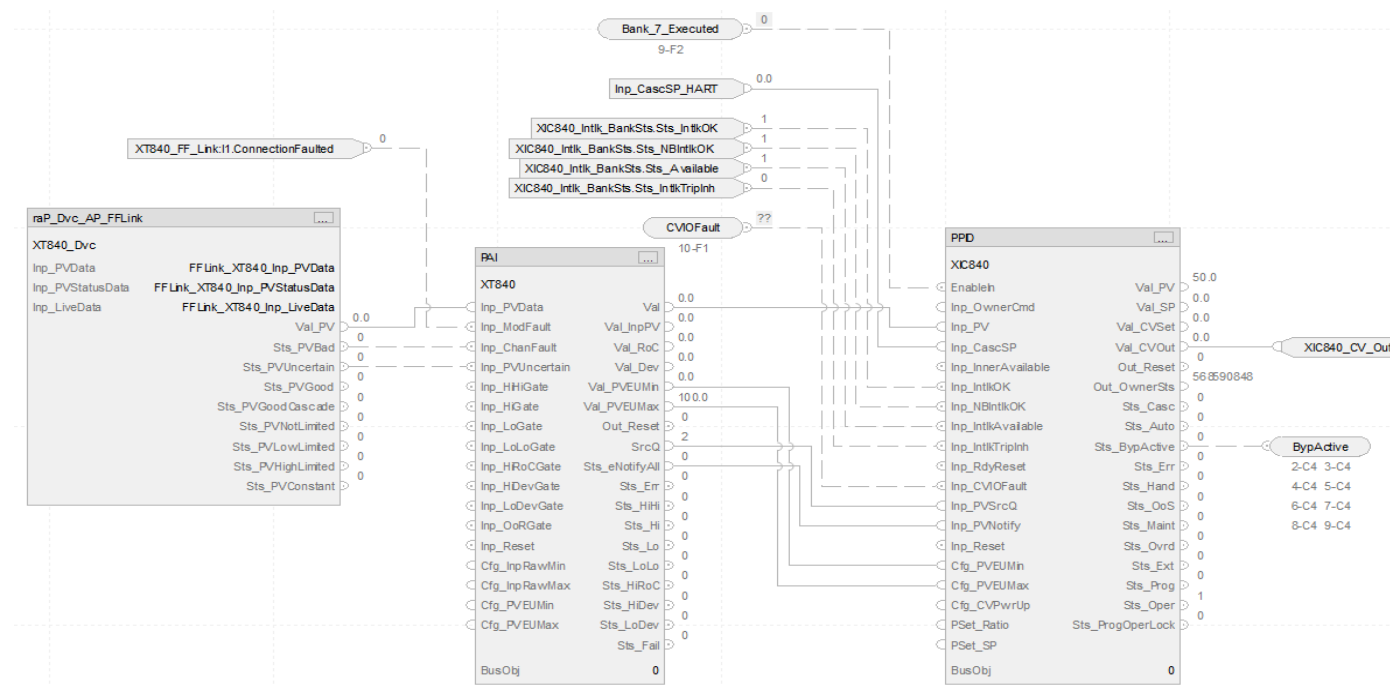 Bank_7_Executed
0
9-F2
Inp_CascSP_HART
0.0
XIC840_Intlk_BankSts.Sts_IntlkOK
1
XT840_FF_Link:I1.ConnectionFaulted
0
XIC840_Intlk_BankSts.Sts_NBIntlkOK
1
XIC840_Intlk_BankSts.Sts_Available
1
XIC840_Intlk_BankSts.Sts_IntlkTripInh
0
CVIOFault
??
10-F1
raP_Dvc_AP_FFLink
...
XT840_Dvc
Inp_PVData FFLink_XT840_Inp_PVData
Inp_PVStatusData FFLink_XT840_Inp_PVStatusData
Inp_LiveData FFLink_XT840_Inp_LiveData
Val_PV 0.0
Sts_PVBad 0
Sts_PVUncertain 0
Sts_PVGood 0
Sts_PVGoodCascade 0
Sts_PVNotLimited 0
Sts_PVLowLimited 0
Sts_PVHighLimited 0
Sts_PVConstant 0
PAI
...
XT840
Inp_PVData Val 0.0
Inp_ModFault Val_InpPV 0.0
Inp_ChanFault Val_RoC 0.0
Inp_PVUncertain Val_Dev 0.0
Inp_HiHiGate Val_PVEUMin 0.0
Inp_HiGate Val_PVEUMax 100.0
Inp_LoGate Out_Reset 0
Inp_LoLoGate SrcQ 2
Inp_HiRoCGate Sts_eNotifyAll 0
Inp_HiDevGate Sts_Err 0
Inp_LoDevGate Sts_HiHi 0
Inp_OoRGate Sts_Hi 0
Inp_Reset Sts_Lo 0
Cfg_InpRawMin Sts_LoLo 0
Cfg_InpRawMax Sts_HiRoC 0
Cfg_PVEUMin Sts_HiDev 0
Cfg_PVEUMax Sts_LoDev 0
Sts_Fail 0
BusObj 0
PPID
...
XIC840
EnableIn Val_PV 50.0
Inp_OwnerCmd Val_SP 0.0
Inp_PV Val_CVSet 0.0
Inp_CascSP Val_CVOut 0.0
XIC840_CV_Out
Inp_InnerAvailable Out_Reset 0
Inp_IntlkOK Out_OwnerSts 568590848
Inp_NBIntlkOK Sts_Casc 0
Inp_IntlkAvailable Sts_Auto 0
Inp_IntlkTripInh Sts_BypActive 0
BypActive
Inp_RdyReset Sts_Err 0
2-C4 3-C4
Inp_CVIOFault Sts_Hand 0
4-C4 5-C4
Inp_PVSrcQ Sts_OoS 0
6-C4 7-C4
Inp_PVNotify Sts_Maint 0
8-C4 9-C4
Inp_Reset Sts_Ovrd 0
Cfg_PVEUMin Sts_Ext 0
Cfg_PVEUMax Sts_Prog 0
Cfg_CVPwrUp Sts_Oper 1
PSet_Ratio Sts_ProgOperLock 0
PSet_SP
BusObj 0